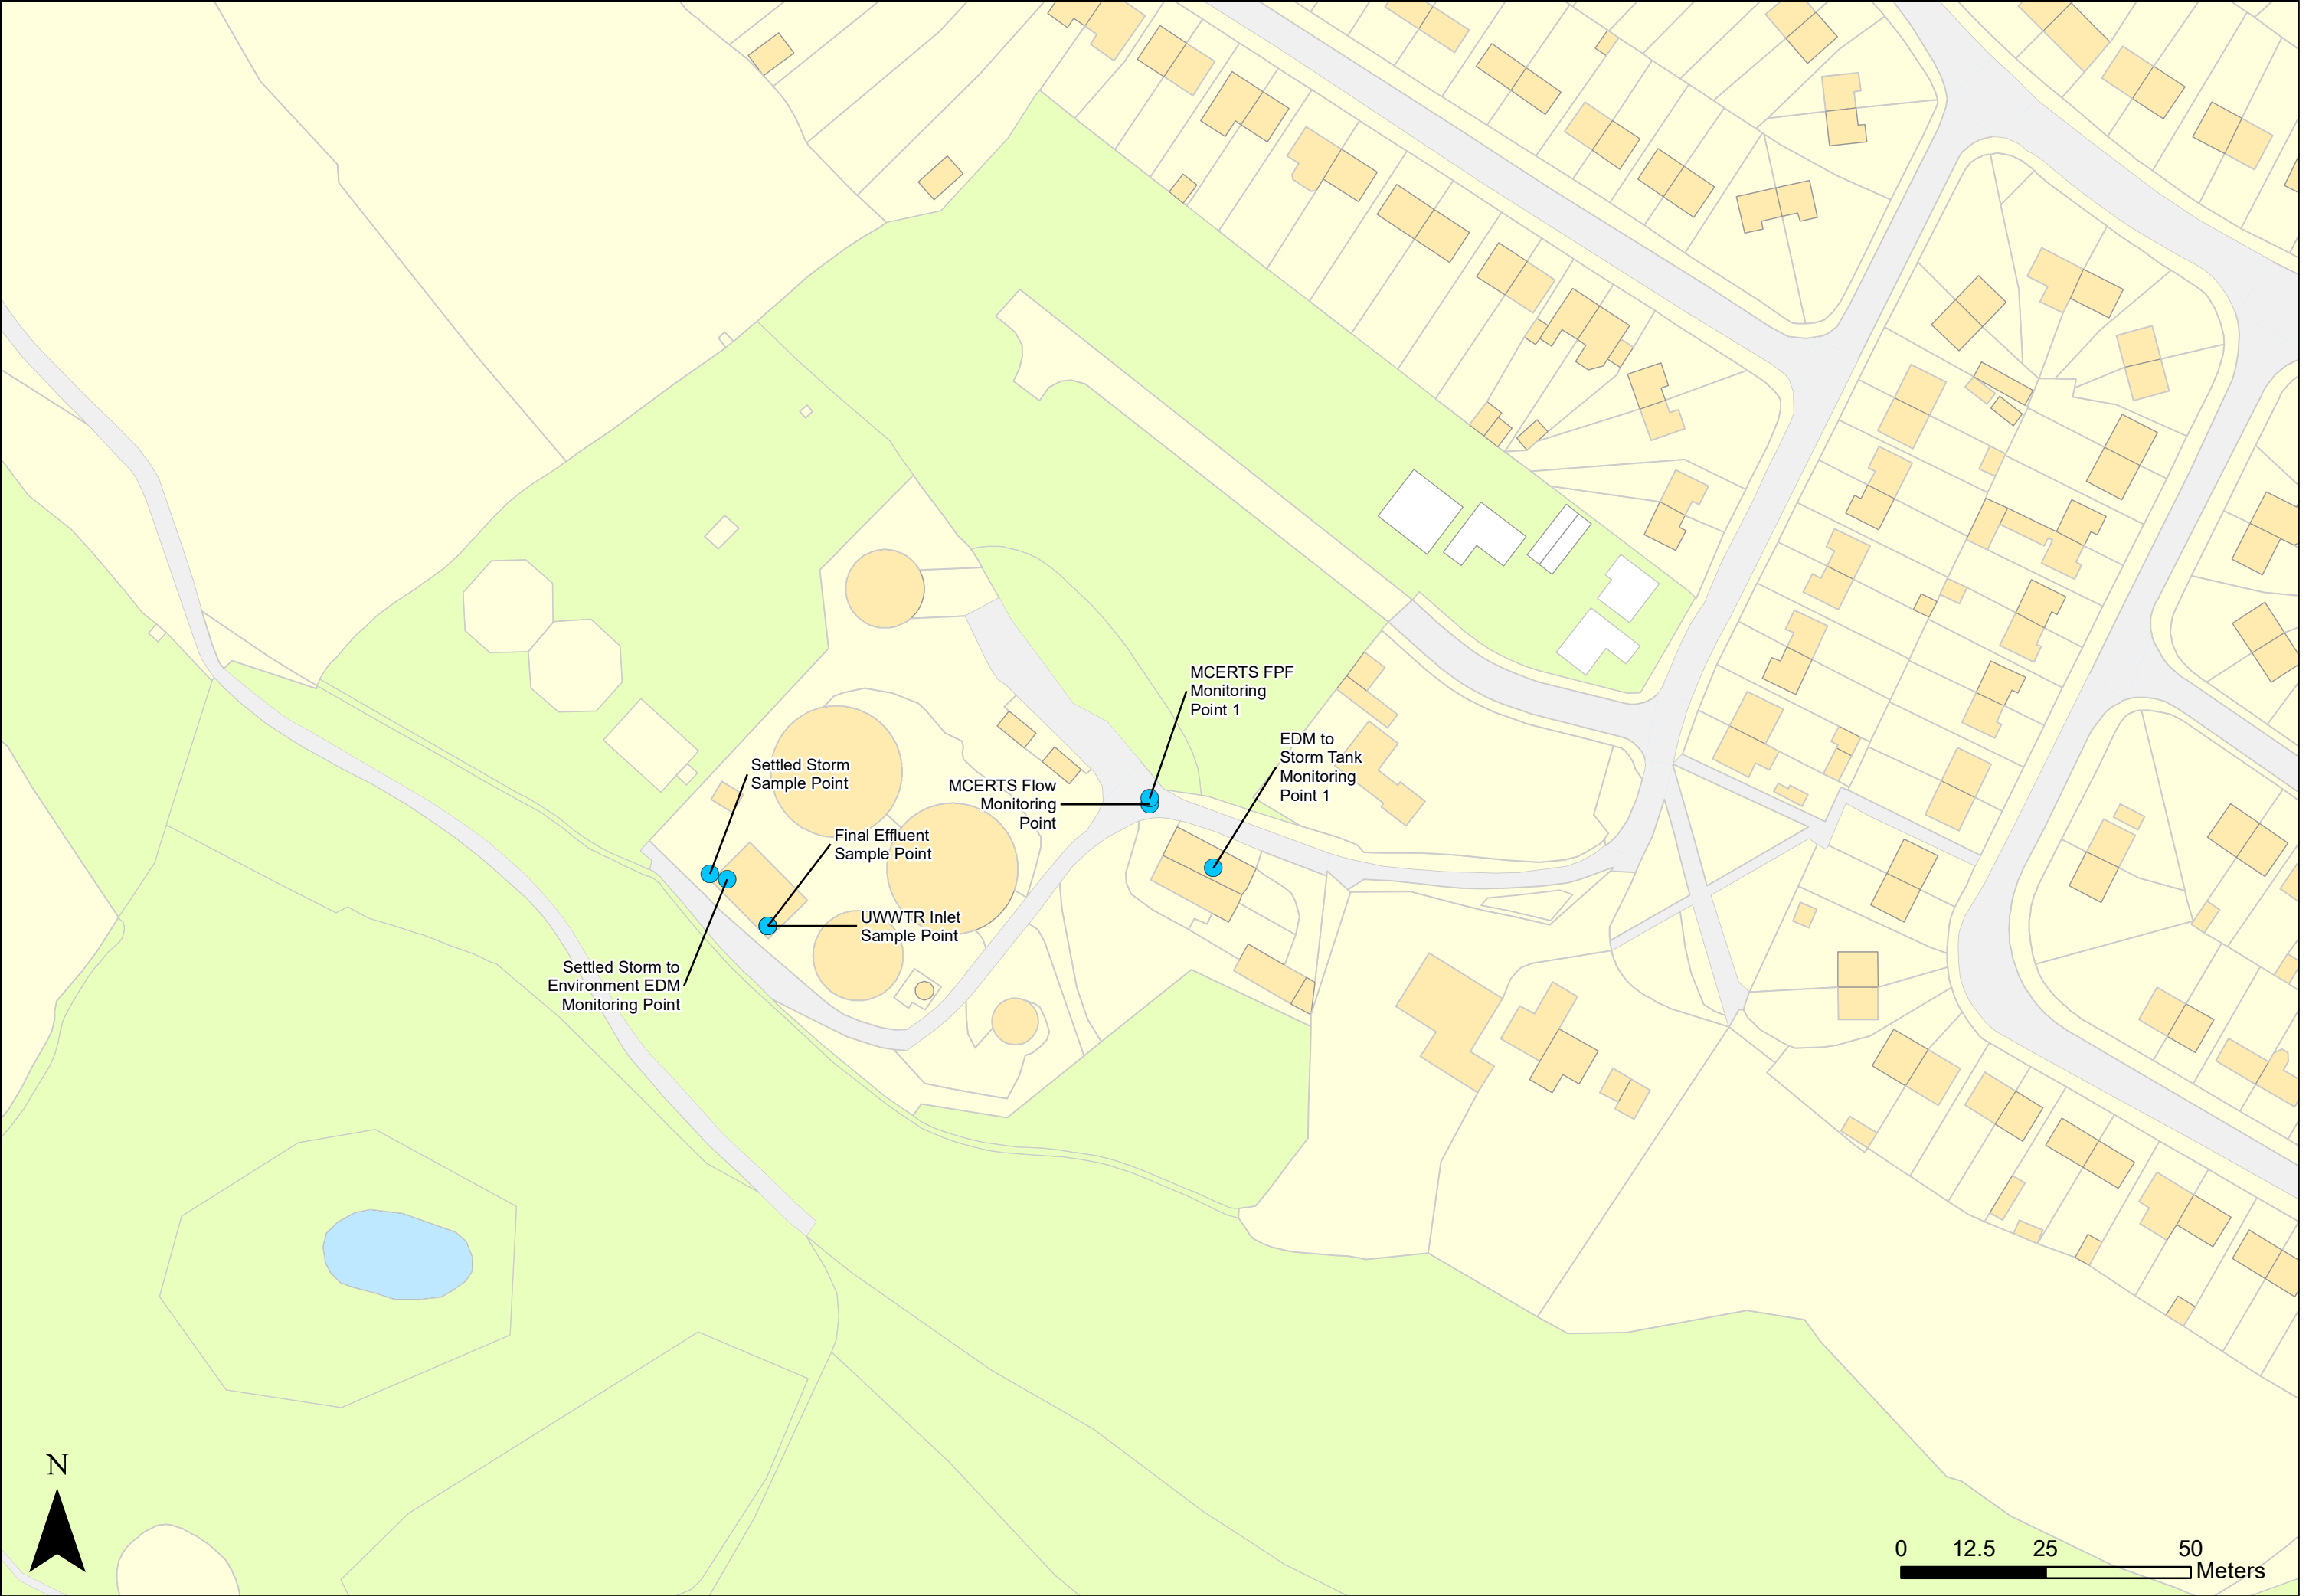 MCERTS FPF
Monitoring
Point 1
EDM to
Storm Tank
Monitoring
Point 1
Settled Storm
Sample Point
MCERTS Flow
Monitoring
Point
Final Effluent
Sample Point
UWWTR Inlet
Sample Point
Settled Storm to
Environment EDM
Monitoring Point
N
0 12.5 25 50
Meters